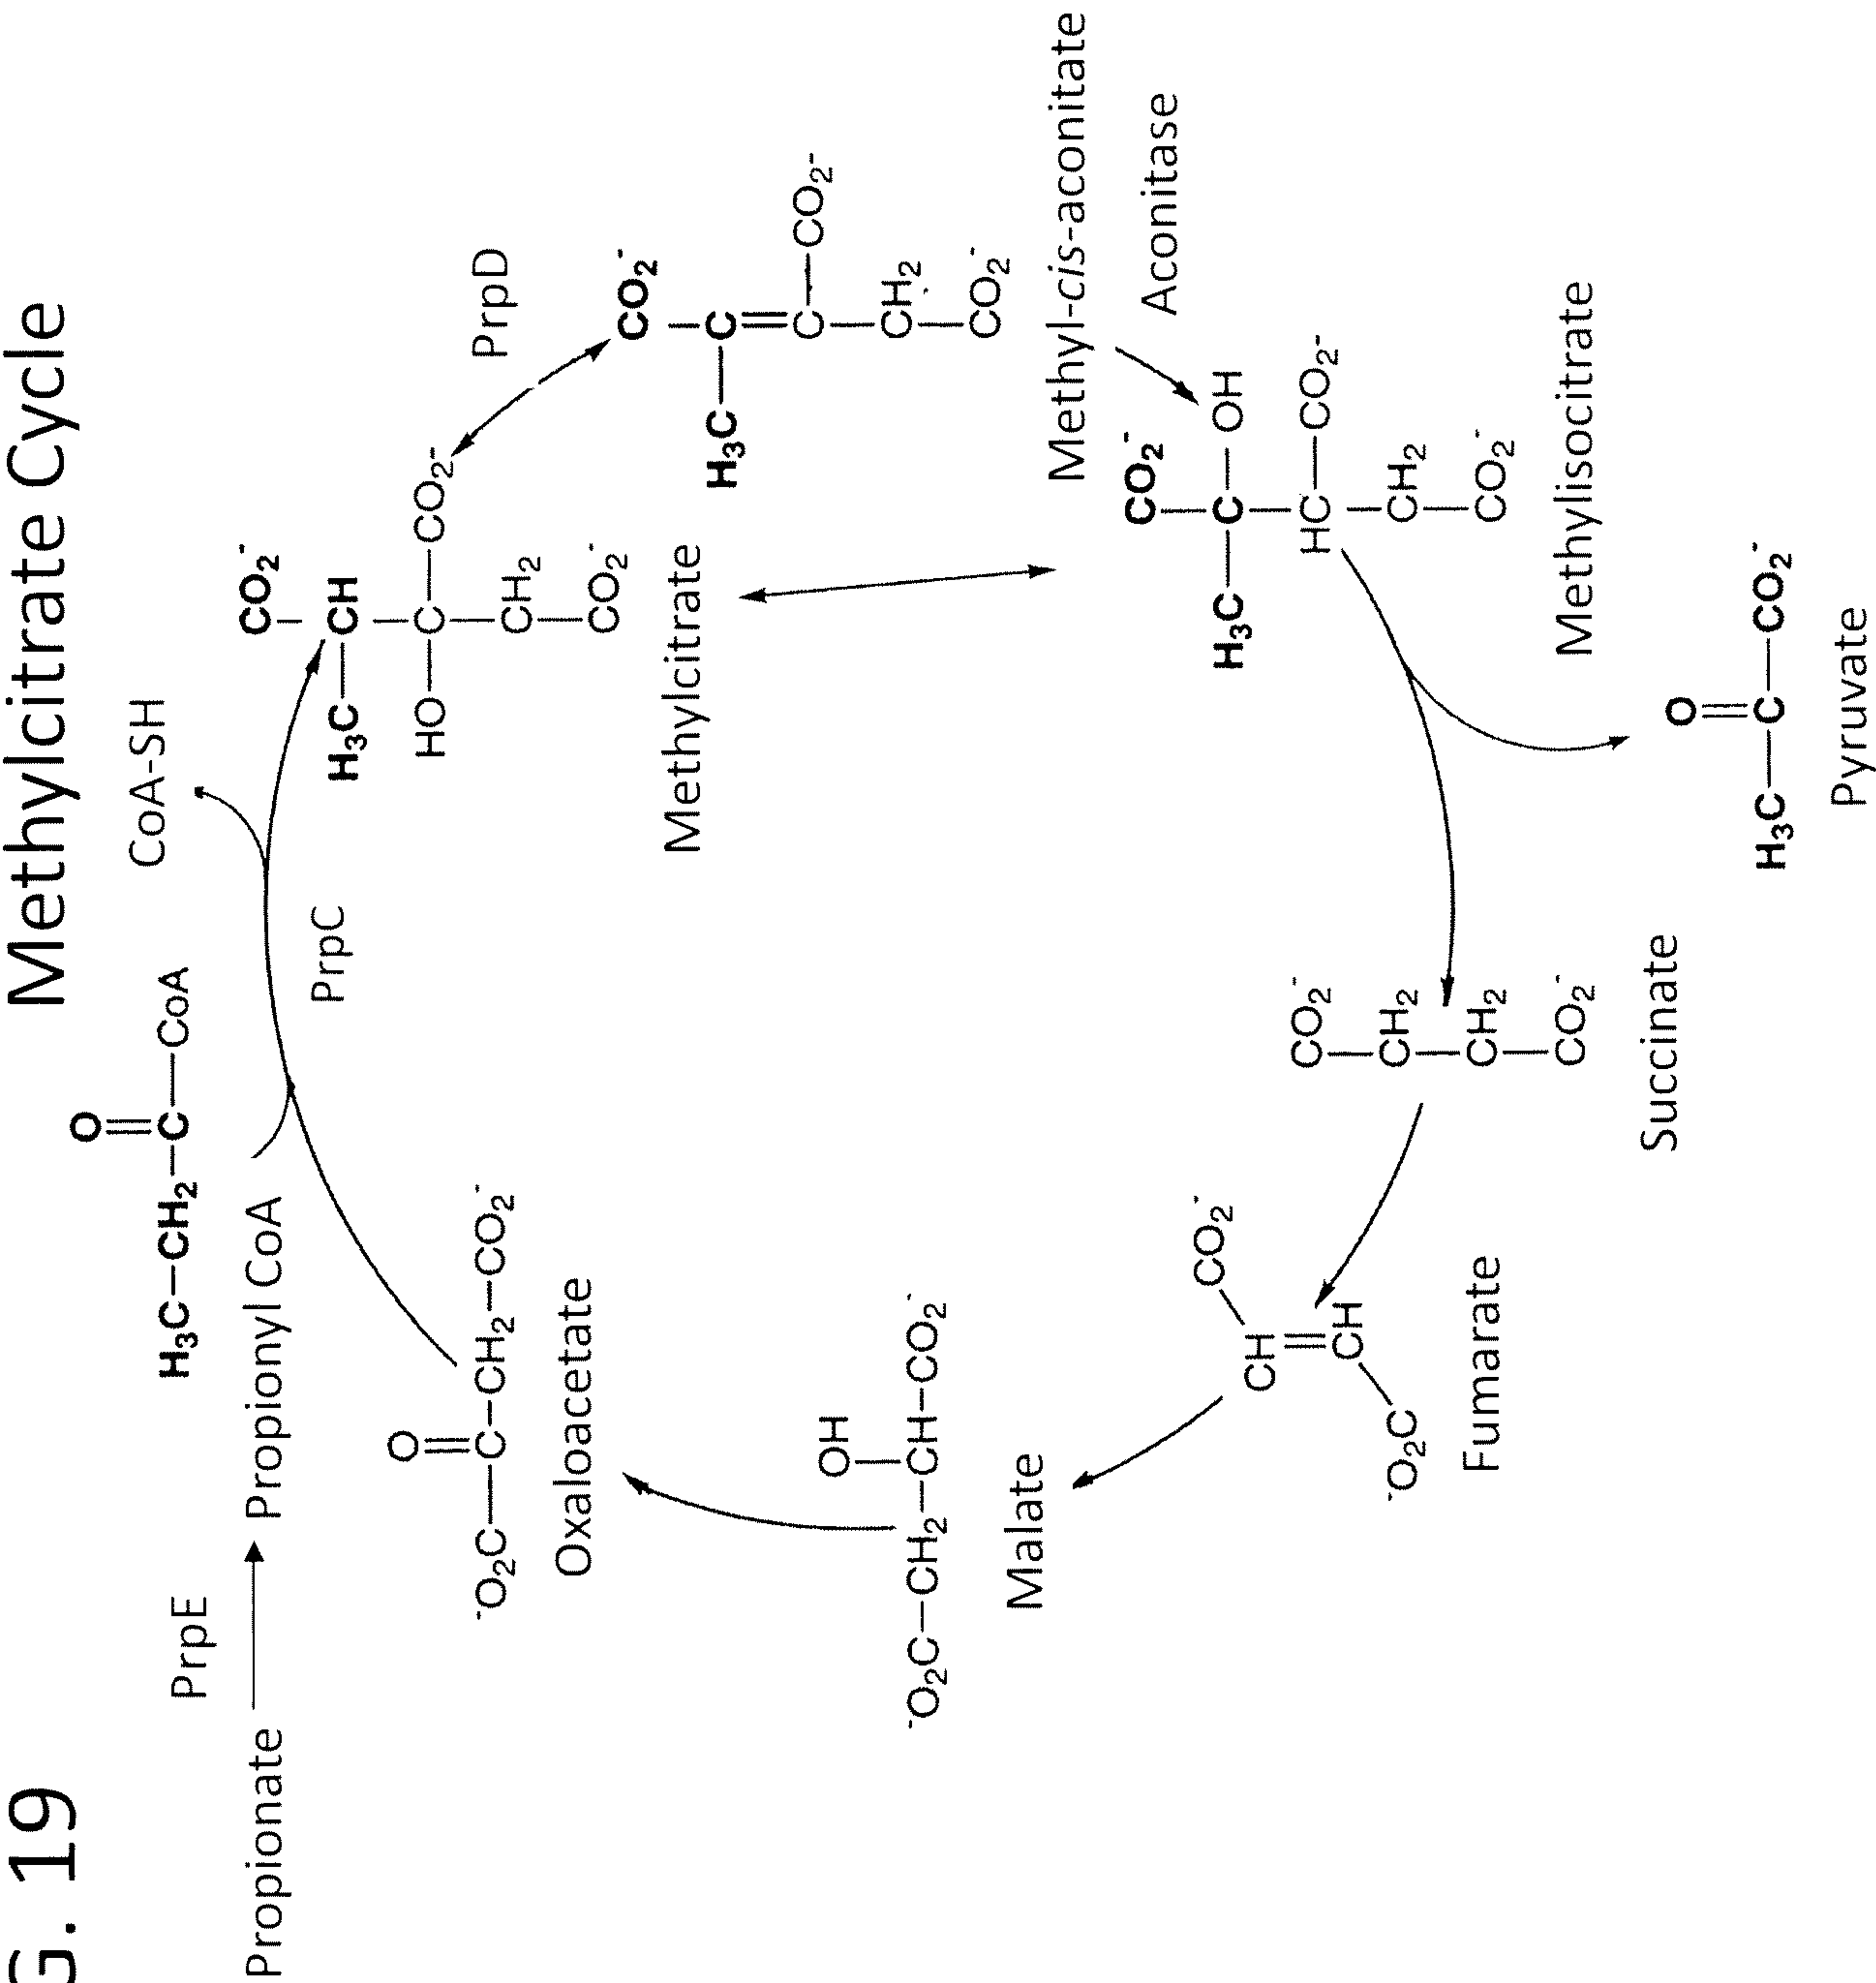 G. 19
Methylcitrate Cycle
O
H₃C—CH₂—C—CoA
CoA-SH
PrpE
Propionate
Propionyl CoA
PrpC
CO₂⁻
H₃C—CH
HO—C—CO₂⁻
CH₂
CO₂⁻
Methylcitrate
PrpD
CO₂⁻
H₃C—C
C—CO₂⁻
CH₂
CO₂⁻
Methyl-cis-aconitate
Aconitase
CO₂⁻
H₃C—C—OH
HC—CO₂⁻
CH₂
CO₂⁻
Methylisocitrate
O
H₃C—C—CO₂⁻
Pyruvate
CO₂⁻
CH₂
CH₂
CO₂⁻
Succinate
CO₂⁻
CH
CH
⁻O₂C
Fumarate
OH
⁻O₂C—CH₂—CH—CO₂⁻
Malate
O
⁻O₂C—C—CH₂—CO₂⁻
Oxaloacetate